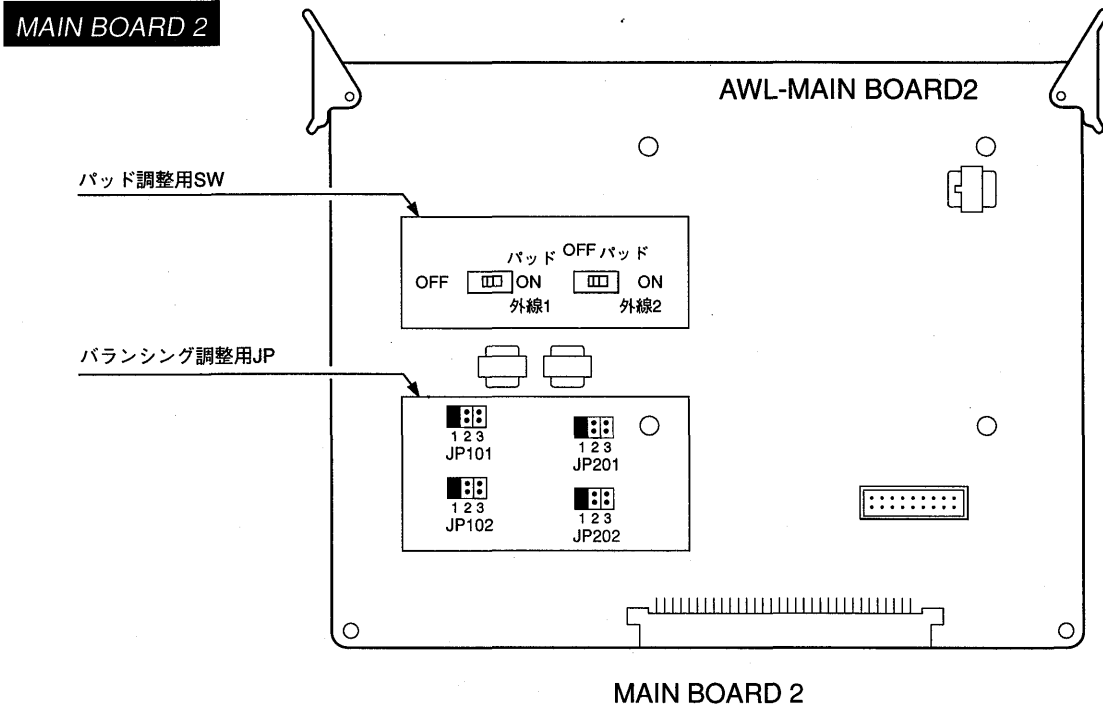 MAIN BOARD 2
AWL-MAIN BOARD2
パッド調整用SW
パッド OFF パッド
OFF ON ON
外線1 外線2
バランシング調整用JP
1 2 3 1 2 3
JP101 JP201
1 2 3 1 2 3
JP102 JP202
MAIN BOARD 2